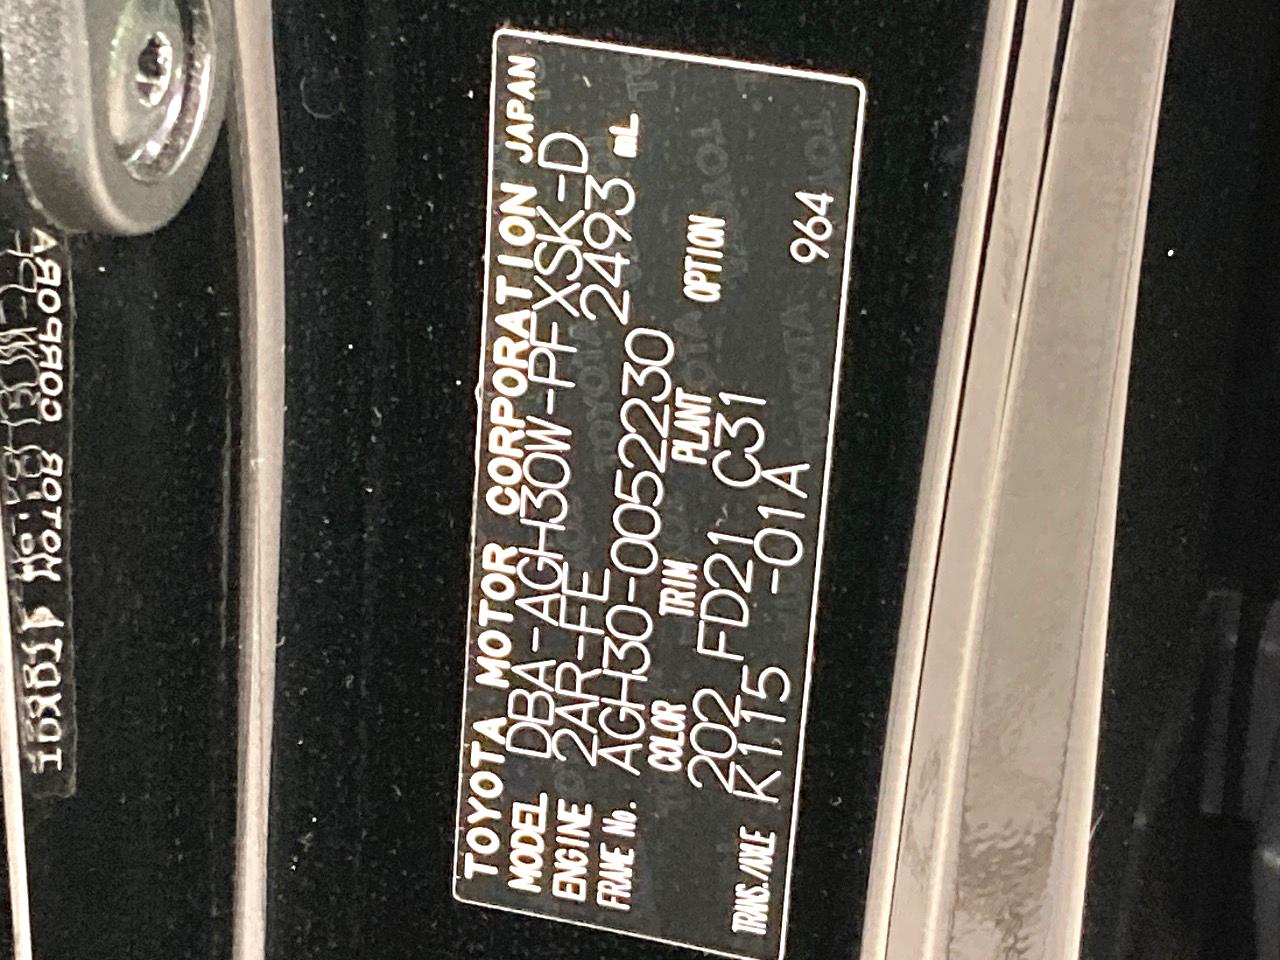 TOYOTA MOTOR CORPORATION JAPAN
MODEL DBA-AGH30W-PFXSK-D
ENGINE 2AR-FE 2493 mL
FRAME No. AGH30-0052230
COLOR TRIM PLANT OPTION
202 FD21 C31
TRANS./AXLE K115 -01A 964